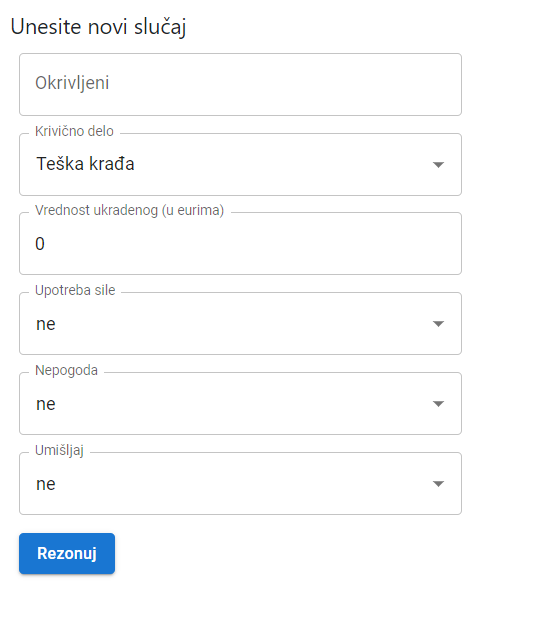 Unesite novi slučaj
Okrivljeni
Krivično delo
Teška krađa
Vrednost ukradenog (u eurima)
0
Upotreba sile
ne
Nepogoda
ne
Umišljaj
ne
Rezonuj